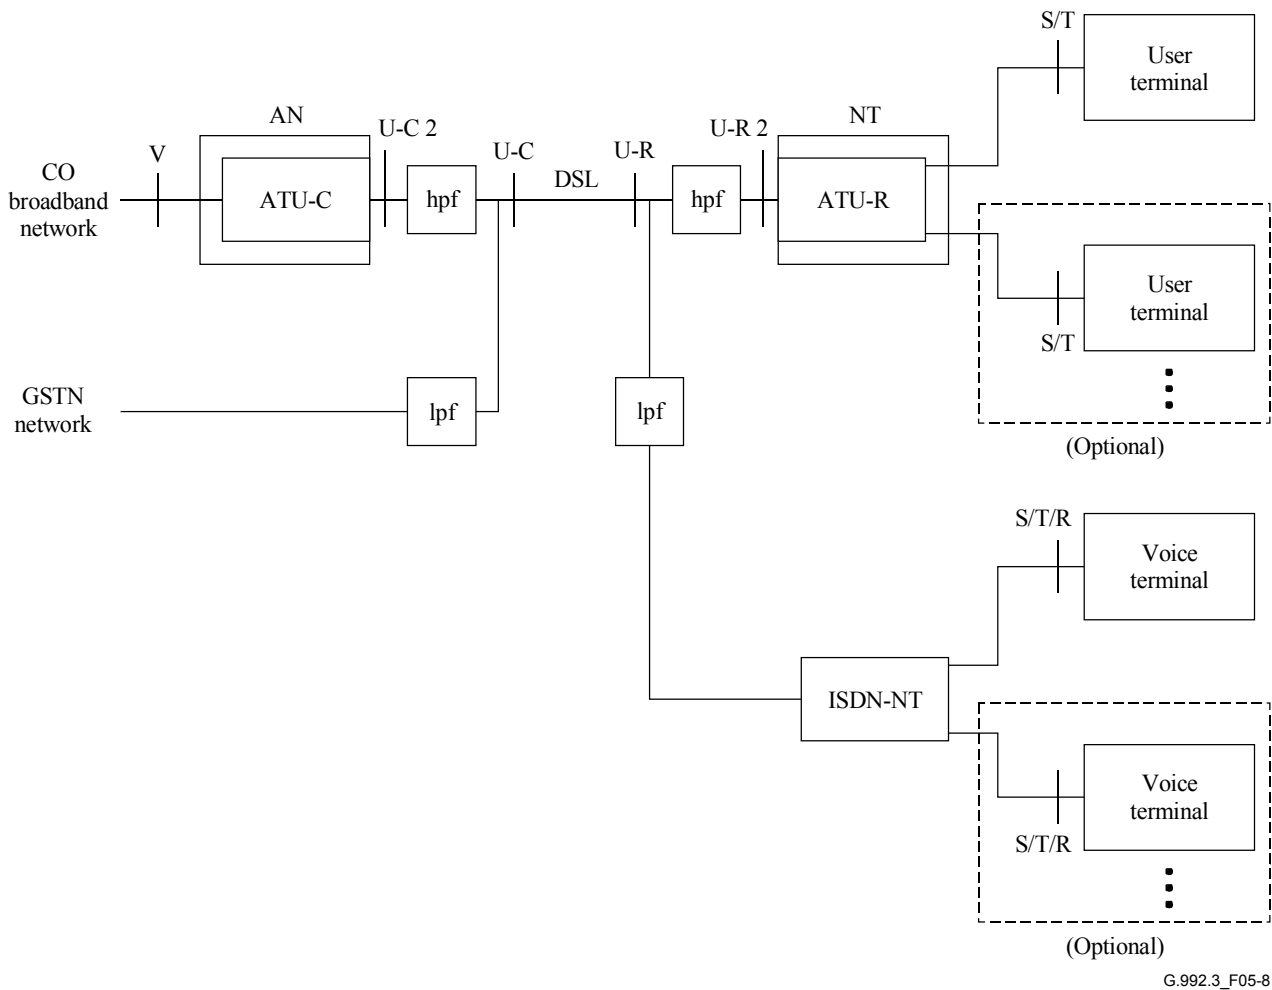 S/T
User
terminal
AN
U-C 2
U-R 2
NT
V
U-C
U-R
DSL
CO
broadband
network
ATU-C
hpf
hpf
ATU-R
User
terminal
S/T
GSTN
network
lpf
lpf
(Optional)
S/T/R
Voice
terminal
ISDN-NT
Voice
terminal
S/T/R
(Optional)
G.992.3_F05-8